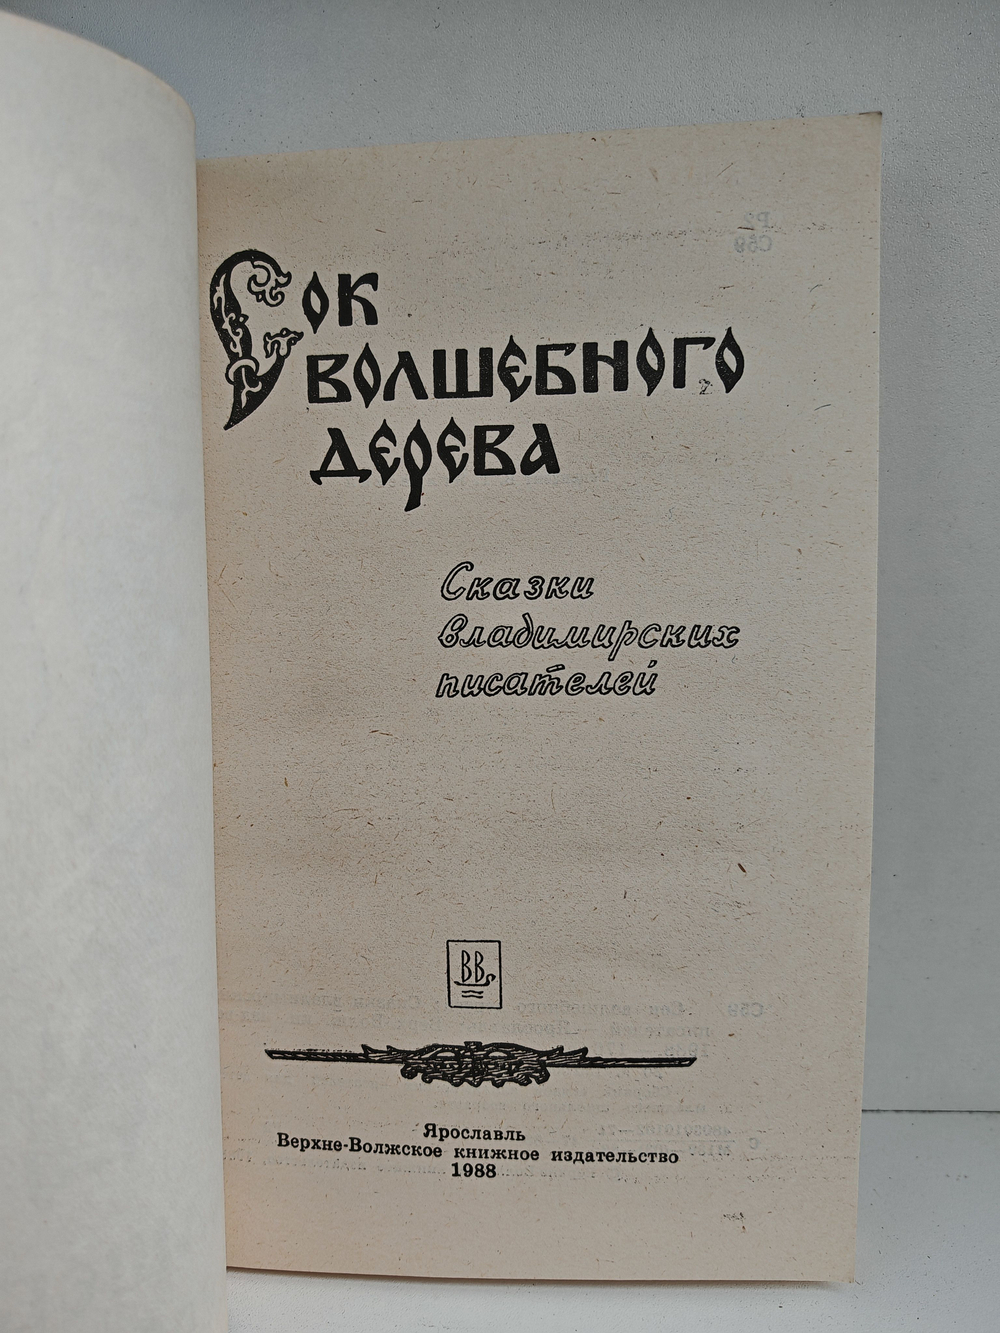 Сок
волшебного
дерева
Сказки
владимирских
писателей
ВВ
Ярославль
Верхне-Волжское книжное издательство
1988